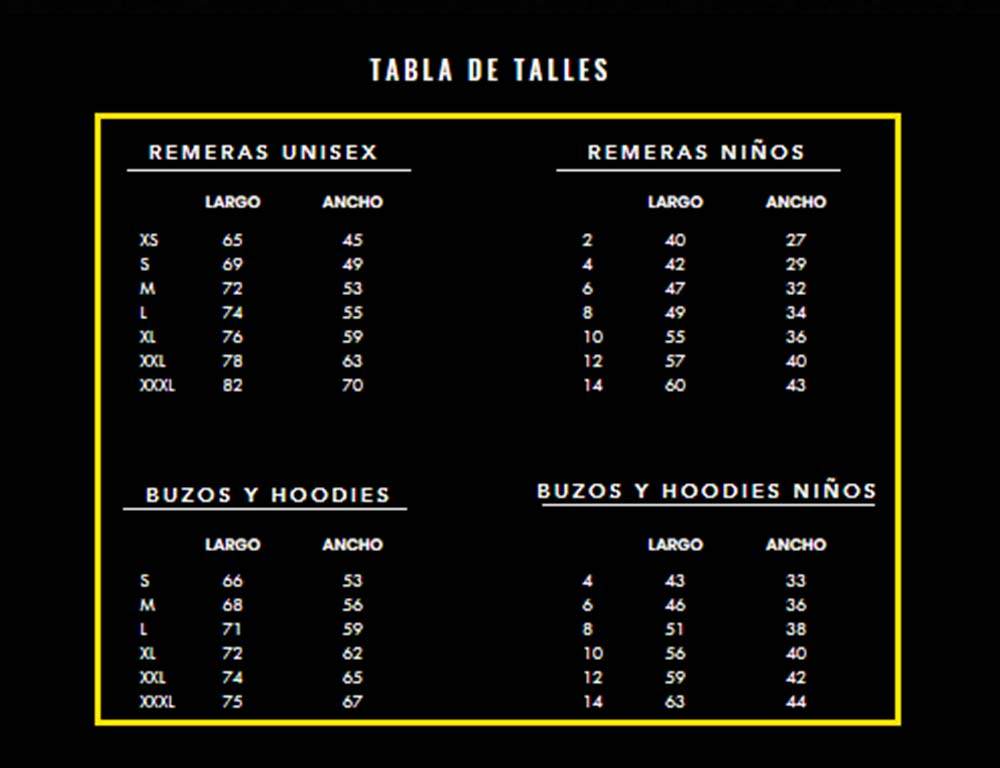 TABLA DE TALLES
REMERAS UNISEX
LARGO ANCHO
XS 65 45
S 69 49
M 72 53
L 74 55
XL 76 59
XXL 78 63
XXXL 82 70
REMERAS NIÑOS
LARGO ANCHO
2 40 27
4 42 29
6 47 32
8 49 34
10 55 36
12 57 40
14 60 43
BUZOS Y HOODIES
LARGO ANCHO
S 66 53
M 68 56
L 71 59
XL 72 62
XXL 74 65
XXXL 75 67
BUZOS Y HOODIES NIÑOS
LARGO ANCHO
4 43 33
6 46 36
8 51 38
10 56 40
12 59 42
14 63 44